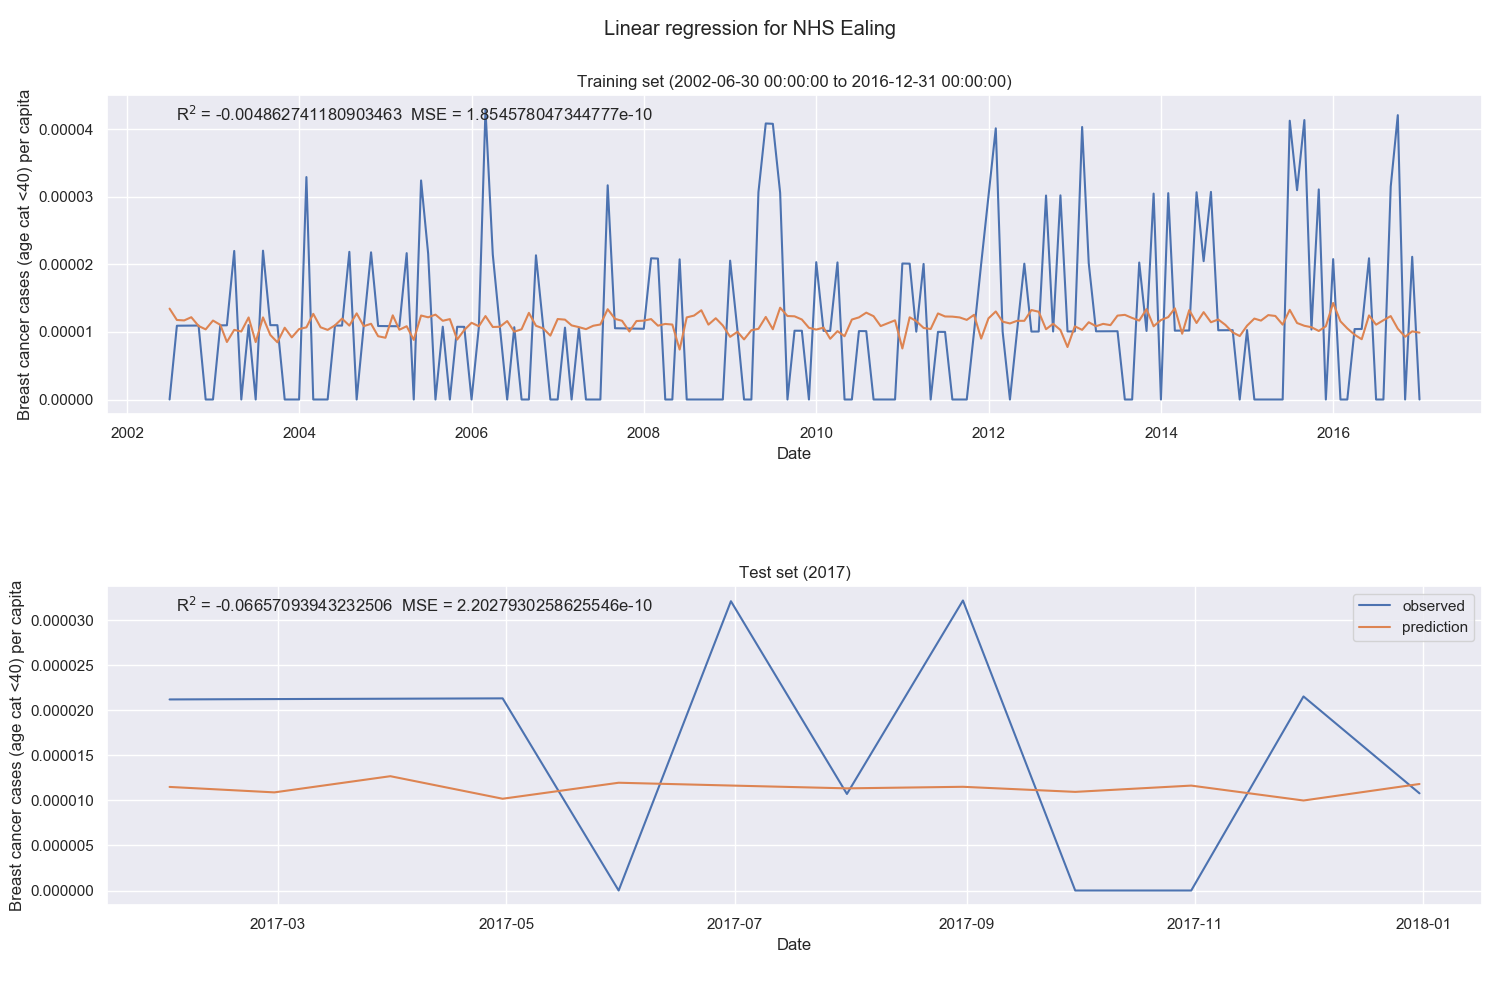 Linear regression for NHS Ealing
Training set (2002-06-30 00:00:00 to 2016-12-31 00:00:00)
R² = -0.004862741180903463 MSE = 1.854578047344777e-10
Breast cancer cases (age cat <40) per capita
0.00004
0.00003
0.00002
0.00001
0.00000
2002 2004 2006 2008 2010 2012 2014 2016
Date
Test set (2017)
R² = -0.06657093943232506 MSE = 2.2027930258625546e-10
observed
prediction
Breast cancer cases (age cat <40) per capita
0.000030
0.000025
0.000020
0.000015
0.000010
0.000005
0.000000
2017-03 2017-05 2017-07 2017-09 2017-11 2018-01
Date